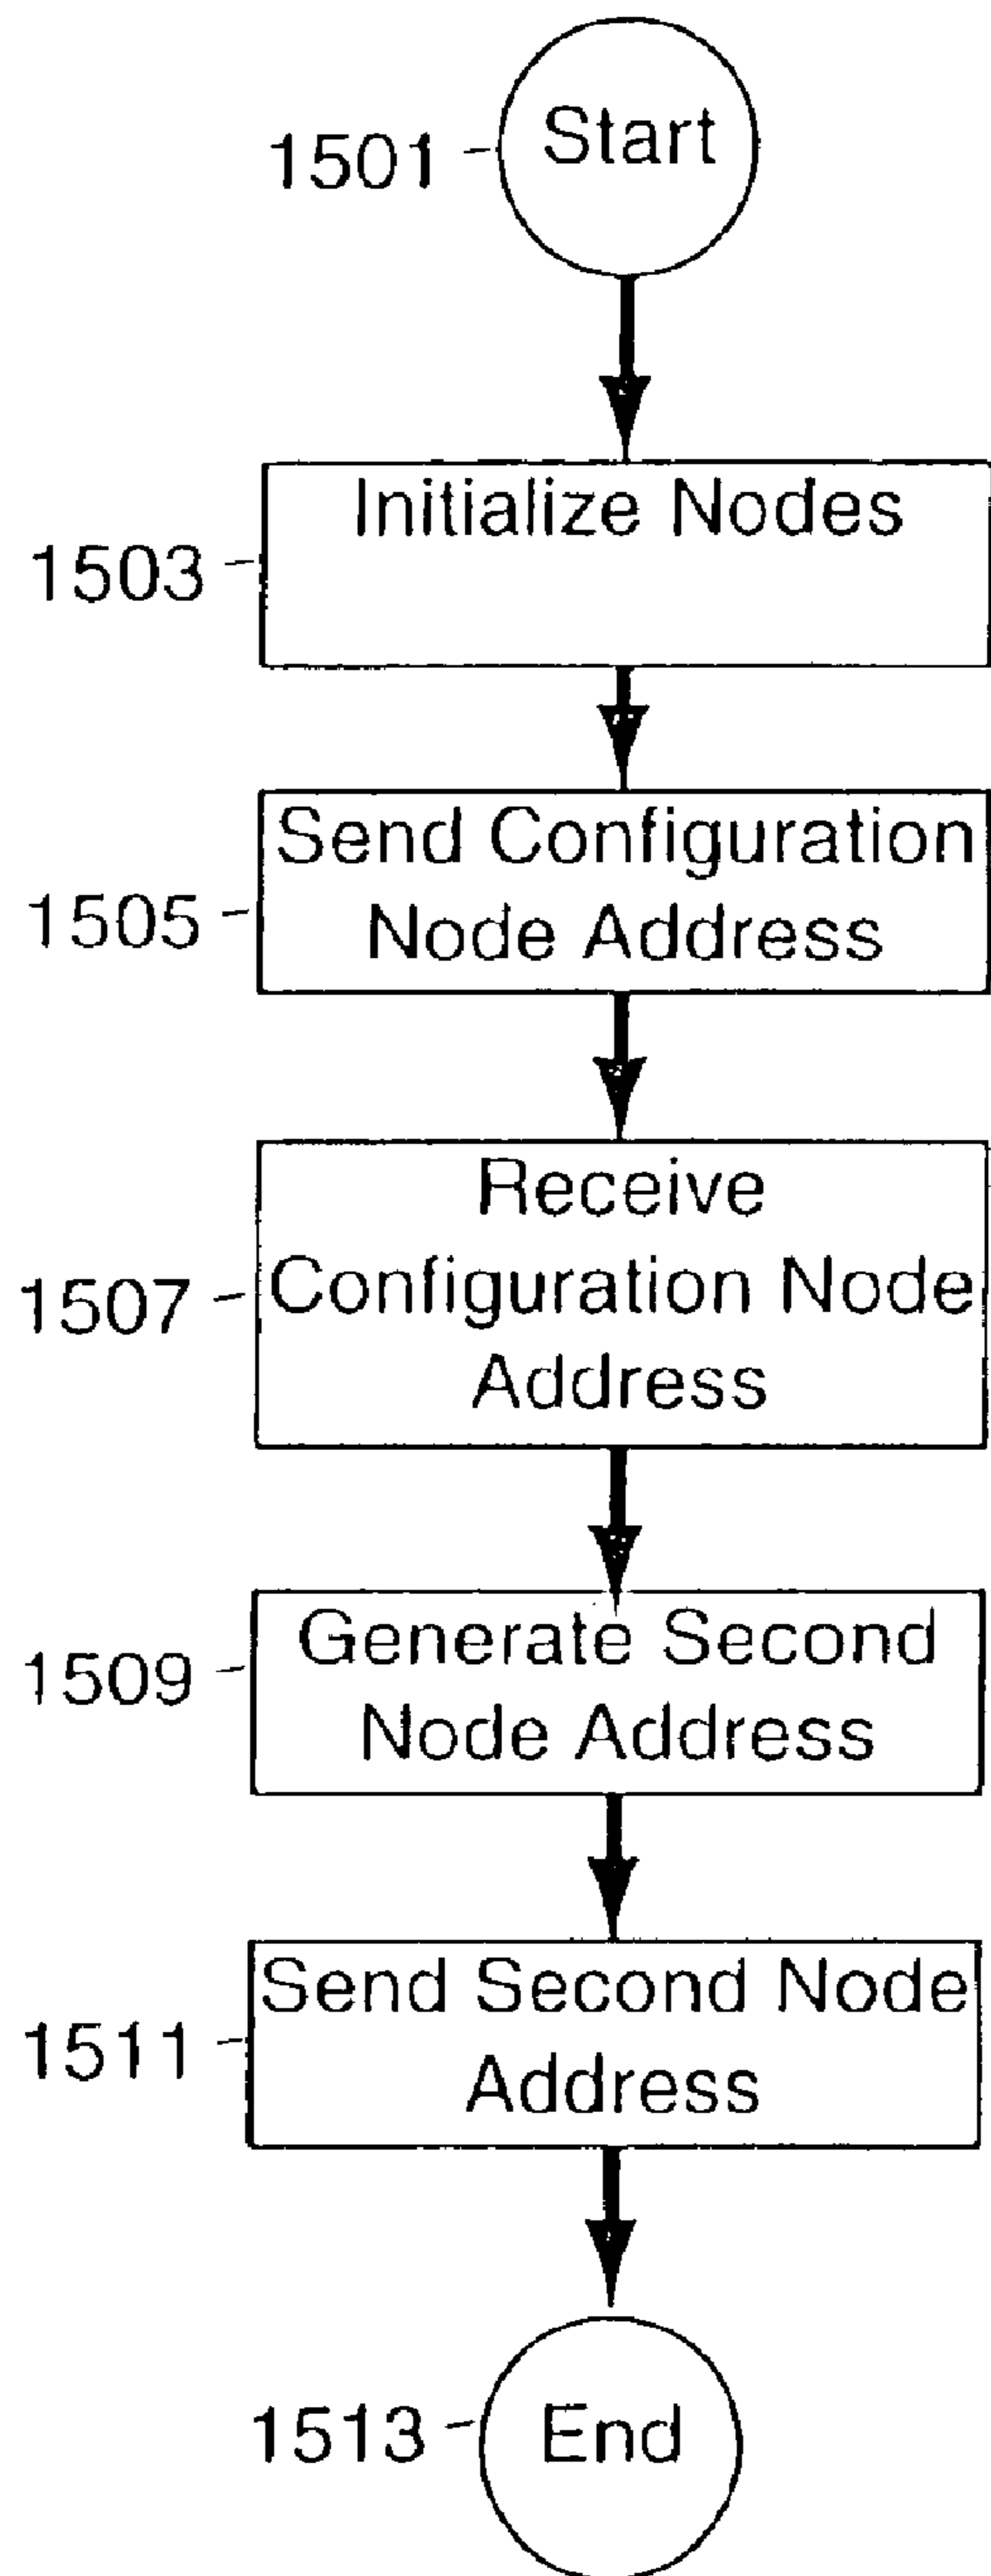 Start
1501
Initialize Nodes
1503
Send Configuration
Node Address
1505
Receive
Configuration Node
Address
1507
Generate Second
Node Address
1509
Send Second Node
Address
1511
End
1513